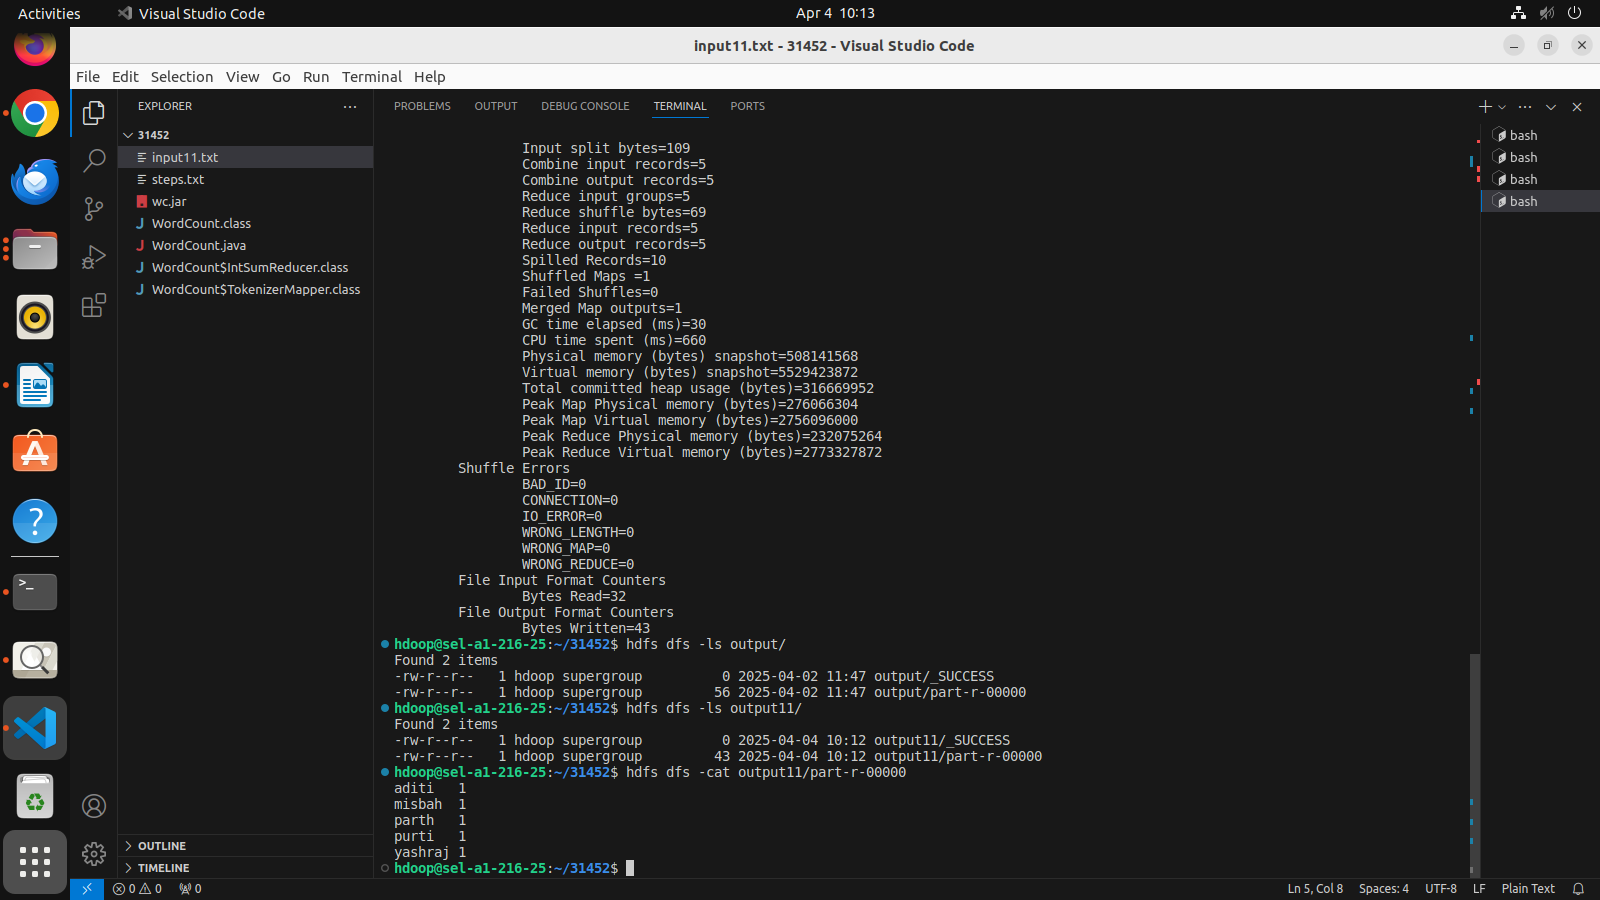 Activities
Visual Studio Code
Apr 4 10:13
input11.txt - 31452 - Visual Studio Code
File Edit Selection View Go Run Terminal Help
EXPLORER
31452
input11.txt
steps.txt
wc.jar
WordCount.class
WordCount.java
WordCount$IntSumReducer.class
WordCount$TokenizerMapper.class
OUTLINE
TIMELINE
PROBLEMS OUTPUT DEBUG CONSOLE TERMINAL PORTS
Input split bytes=109
Combine input records=5
Combine output records=5
Reduce input groups=5
Reduce shuffle bytes=69
Reduce input records=5
Reduce output records=5
Spilled Records=10
Shuffled Maps =1
Failed Shuffles=0
Merged Map outputs=1
GC time elapsed (ms)=30
CPU time spent (ms)=660
Physical memory (bytes) snapshot=508141568
Virtual memory (bytes) snapshot=5529423872
Total committed heap usage (bytes)=316669952
Peak Map Physical memory (bytes)=276066304
Peak Map Virtual memory (bytes)=2756096000
Peak Reduce Physical memory (bytes)=232075264
Peak Reduce Virtual memory (bytes)=2773327872
Shuffle Errors
BAD_ID=0
CONNECTION=0
IO_ERROR=0
WRONG_LENGTH=0
WRONG_MAP=0
WRONG_REDUCE=0
File Input Format Counters
Bytes Read=32
File Output Format Counters
Bytes Written=43
hdoop@sel-a1-216-25:~/31452$ hdfs dfs -ls output/
Found 2 items
-rw-r--r--   1 hdoop supergroup          0 2025-04-02 11:47 output/_SUCCESS
-rw-r--r--   1 hdoop supergroup         56 2025-04-02 11:47 output/part-r-00000
hdoop@sel-a1-216-25:~/31452$ hdfs dfs -ls output11/
Found 2 items
-rw-r--r--   1 hdoop supergroup          0 2025-04-04 10:12 output11/_SUCCESS
-rw-r--r--   1 hdoop supergroup         43 2025-04-04 10:12 output11/part-r-00000
hdoop@sel-a1-216-25:~/31452$ hdfs dfs -cat output11/part-r-00000
aditi   1
misbah  1
parth   1
purti   1
yashraj 1
hdoop@sel-a1-216-25:~/31452$
bash
bash
bash
bash
0 0 0
Ln 5, Col 8 Spaces: 4 UTF-8 LF Plain Text